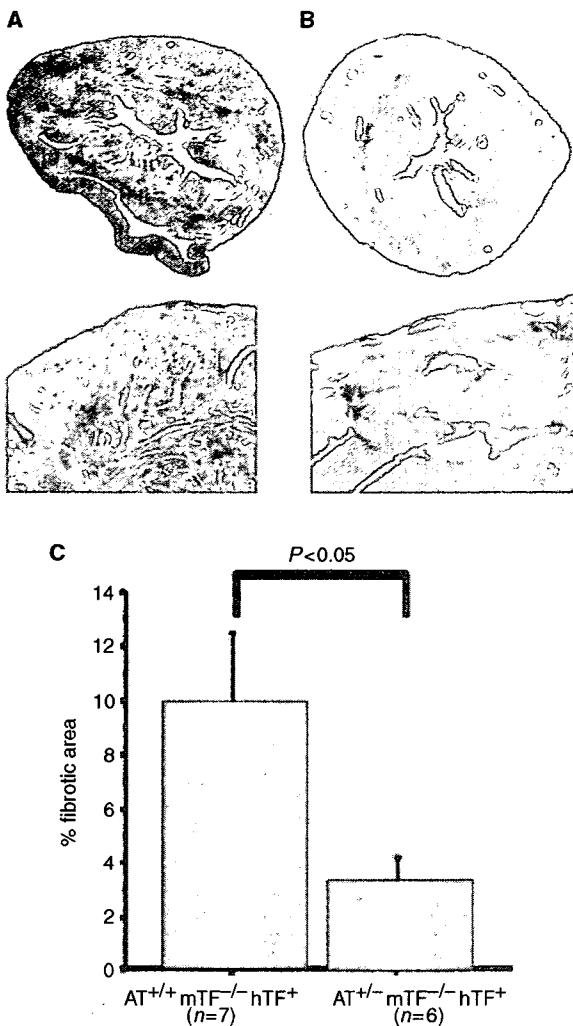 A
B
C
P<0.05
14
12
10
8
6
4
2
0
% fibrotic area
AT+/+ mTF−/− hTF+
(n=7)
AT+/− mTF−/− hTF+
(n=6)